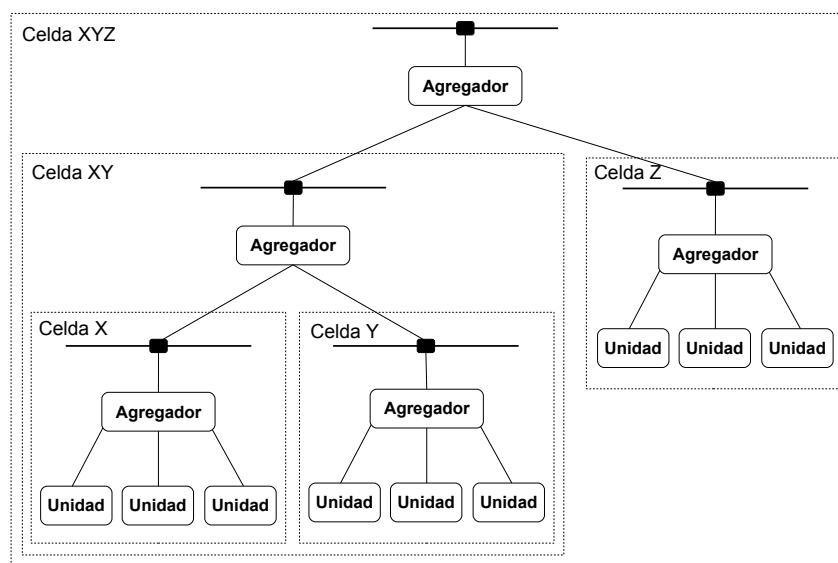 Celda XYZ
Agregador
Celda XY
Agregador
Celda Z
Agregador
Unidad Unidad Unidad
Celda X
Agregador
Unidad Unidad Unidad
Celda Y
Agregador
Unidad Unidad Unidad